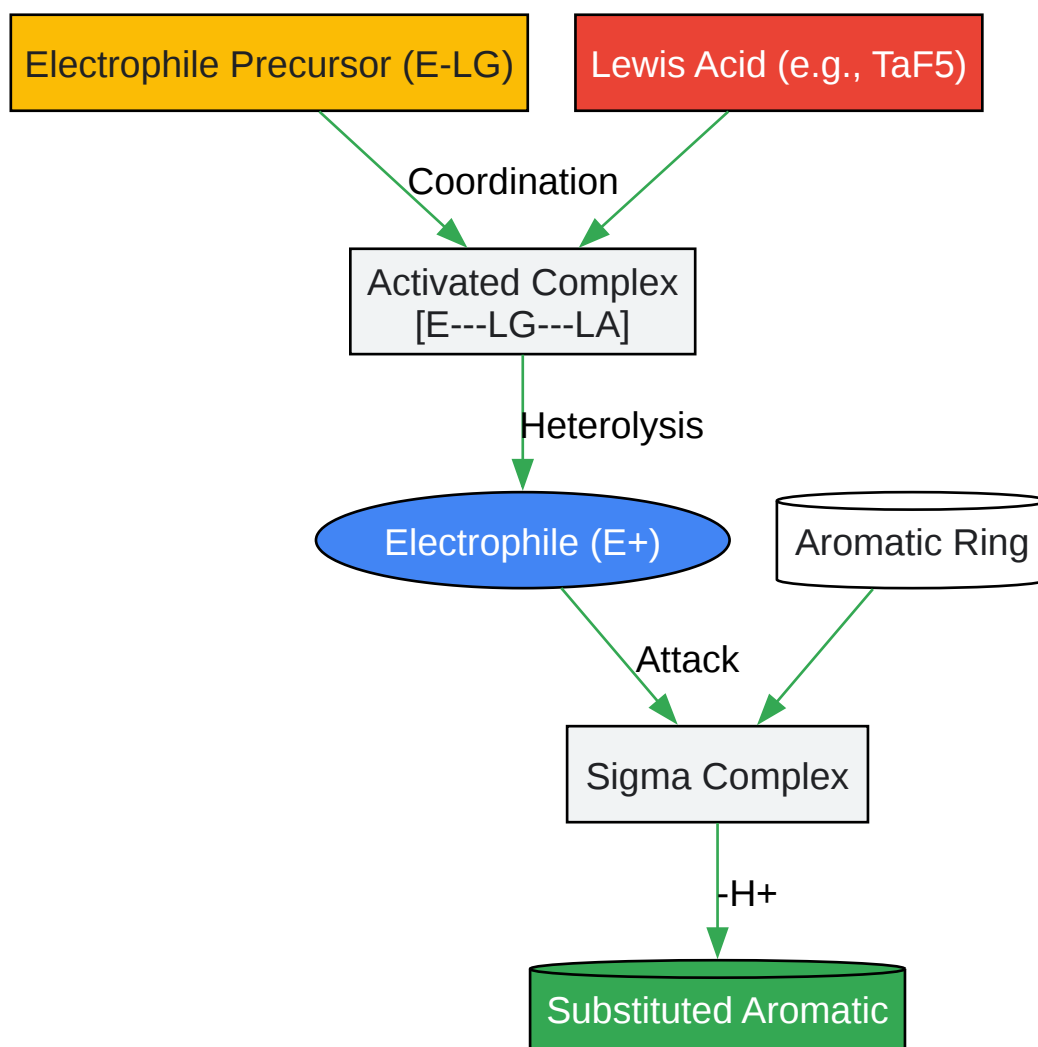 Electrophile Precursor (E-LG)
Lewis Acid (e.g., TaF5)
Coordination
Activated Complex
[E---LG---LA]
Heterolysis
Electrophile (E+)
Aromatic Ring
Attack
Sigma Complex
-H+
Substituted Aromatic